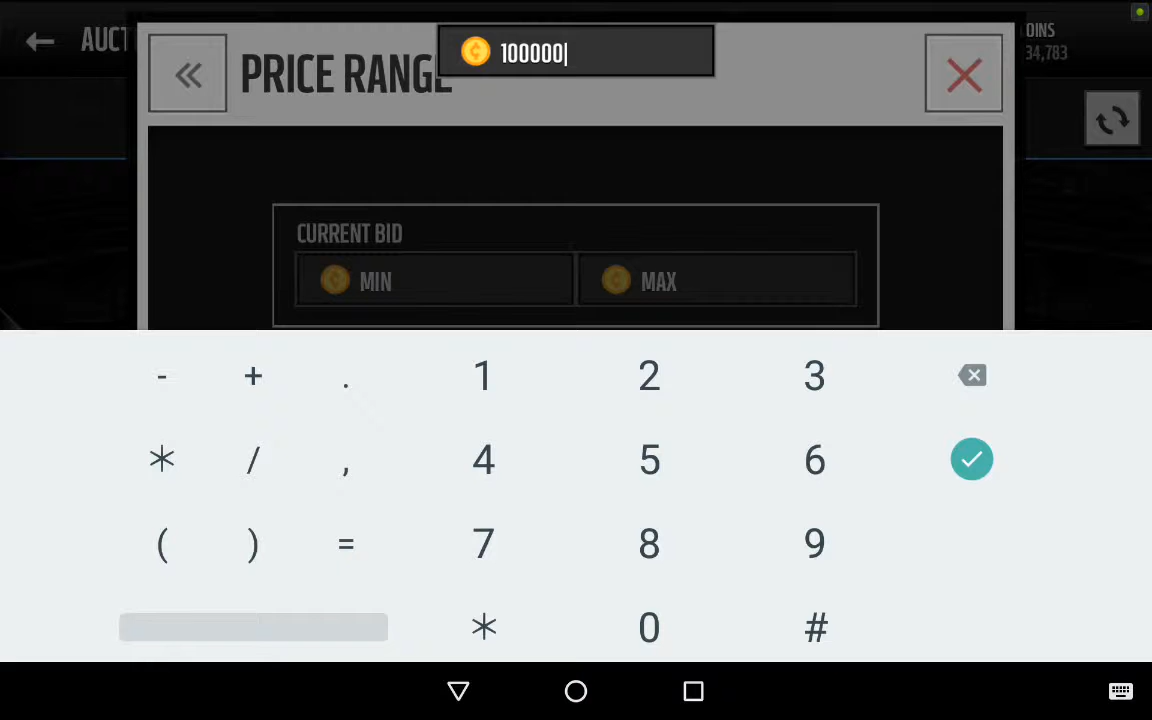 AUCT
OINS
34,783
PRICE RANGE
100000
CURRENT BID
MIN MAX
- + . 1 2 3
* / , 4 5 6
( ) = 7 8 9
* 0 #